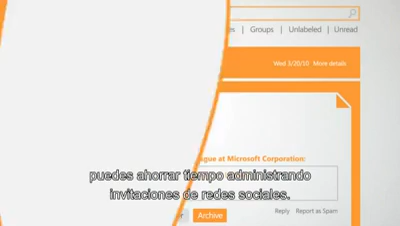 Groups | Unlabeled | Unread
Wed 3/20/10 More details
ague at Microsoft Corporation:
puedes ahorrar tiempo administrando
invitaciones de redes sociales.
Archive
Reply Report as Spam